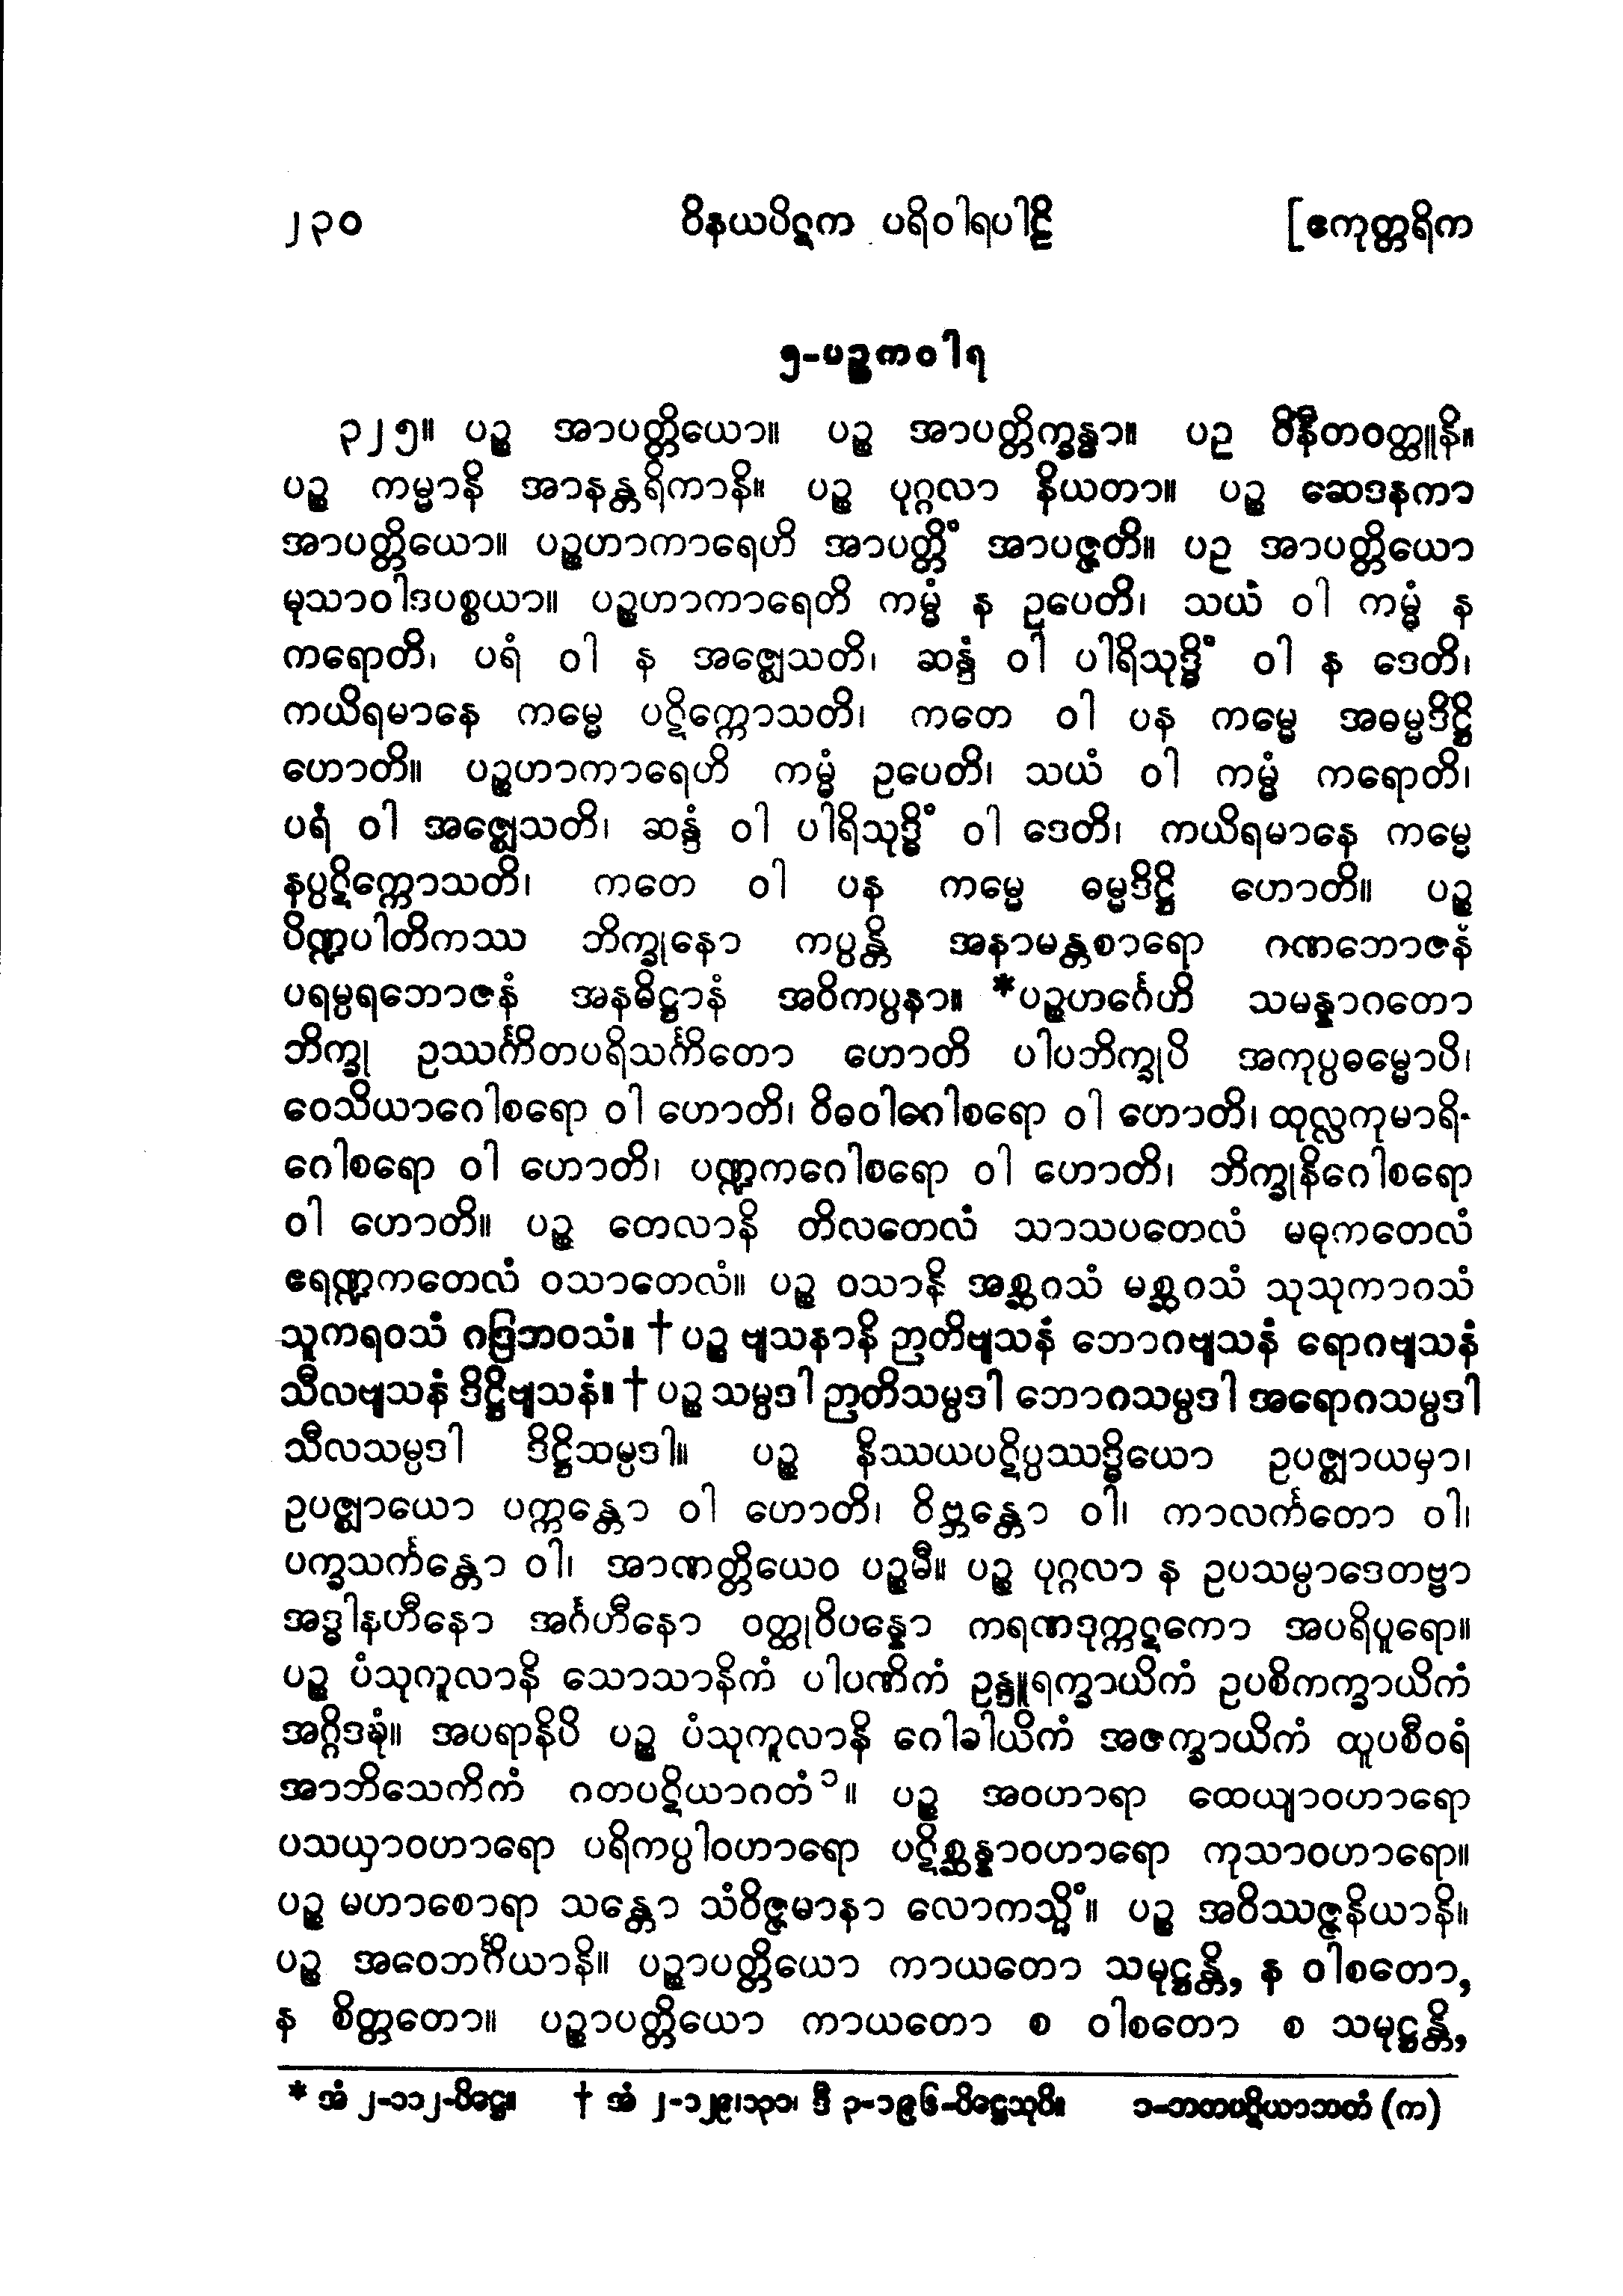 ၂၃၀ ဝိနယပိဋက ပရိဝါရပါဠိ [ဧကုတ္တရိက
၅-ပဉ္စကဝါရ
၃၂၅။ ပဉ္စ အာပတ္တိယော။ ပဉ္စ အာပတ္တိက္ခန္ဓာ။ ပဉ္စ ဝိနီတဝတ္ထူနိ။
ပဉ္စ ကမ္မာနိ အာနန္တရိကာနိ။ ပဉ္စ ပုဂ္ဂလာ နိယတာ။ ပဉ္စ ဆေဒနကာ
အာပတ္တိယော။ ပဉ္စဟာကာရေဟိ အာပတ္တိံ အာပဇ္ဇတိ။ ပဉ္စ အာပတ္တိယော
မုသာဝါဒပစ္စယာ။ ပဉ္စဟာကာရေတိ ကမ္မံ န ဥပေတိ၊ သယံ ဝါ ကမ္မံ န
ကရောတိ၊ ပရံ ဝါ န အဇ္ဈေသတိ၊ ဆန္ဒံ ဝါ ပါရိသုဒ္ဓိံ ဝါ န ဒေတိ၊
ကယိရမာနေ ကမ္မေ ပဋိက္ကောသတိ၊ ကတေ ဝါ ပန ကမ္မေ အဓမ္မဒိဋ္ဌိ
ဟောတိ။ ပဉ္စဟာကာရေဟိ ကမ္မံ ဥပေတိ၊ သယံ ဝါ ကမ္မံ ကရောတိ၊
ပရံ ဝါ အဇ္ဈေသတိ၊ ဆန္ဒံ ဝါ ပါရိသုဒ္ဓိံ ဝါ ဒေတိ၊ ကယိရမာနေ ကမ္မေ
နပ္ပဋိက္ကောသတိ၊ ကတေ ဝါ ပန ကမ္မေ ဓမ္မဒိဋ္ဌိ ဟောတိ။ ပဉ္စ
ပိဏ္ဍပါတိကဿ ဘိက္ခုနော ကပ္ပန္တိ အနာမန္တစာရော ဂဏဘောဇနံ
ပရမ္ပရဘောဇနံ အနဓိဋ္ဌာနံ အဝိကပ္ပနာ။ *ပဉ္စဟင်္ဂေဟိ သမန္နာဂတော
ဘိက္ခု ဥဿင်္ကိတပရိသင်္ကိတော ဟောတိ ပါပဘိက္ခုပိ အကုပ္ပဓမ္မောပိ၊
ဝေသိယာဂေါစရော ဝါ ဟောတိ၊ ဝိဓဝါဂေါစရော ဝါ ဟောတိ၊ ထုလ္လကုမာရိ-
ဂေါစရော ဝါ ဟောတိ၊ ပဏ္ဍကဂေါစရော ဝါ ဟောတိ၊ ဘိက္ခုနိဂေါစရော
ဝါ ဟောတိ။ ပဉ္စ တေလာနိ တိလတေလံ သာသပတေလံ မဓုကတေလံ
ဧရဏ္ဍကတေလံ ဝသာတေလံ။ ပဉ္စ ဝသာနိ အစ္ဆဝသံ မစ္ဆဝသံ သုသုကာဝသံ
သူကရဝသံ ဂဒြဘဝသံ။ †ပဉ္စ ဗျသနာနိ ဉာတိဗျသနံ ဘောဂဗျသနံ ရောဂဗျသနံ
သီလဗျသနံ ဒိဋ္ဌိဗျသနံ။ †ပဉ္စ သမ္ပဒါ ဉာတိသမ္ပဒါ ဘောဂသမ္ပဒါ အရောဂသမ္ပဒါ
သီလသမ္ပဒါ ဒိဋ္ဌိသမ္ပဒါ။ ပဉ္စ နိဿယပဋိပ္ပဿဒ္ဓိယော ဥပဇ္ဈာယမှာ၊
ဥပဇ္ဈာယော ပက္ကန္တော ဝါ ဟောတိ၊ ဝိဗ္ဘန္တော ဝါ၊ ကာလင်္ကတော ဝါ၊
ပက္ခသင်္ကန္တော ဝါ၊ အာဏတ္တိယေဝ ပဉ္စမီ။ ပဉ္စ ပုဂ္ဂလာ န ဥပသမ္ပာဒေတဗ္ဗာ
အဒ္ဓါနဟီနော အင်္ဂဟီနော ဝတ္ထုဝိပန္နော ကရဏဒုက္ကဋကော အပရိပူရော။
ပဉ္စ ပံသုကူလာနိ သောသာနိကံ ပါပဏိကံ ဥန္ဒူရက္ခာယိကံ ဥပစိကက္ခာယိကံ
အဂ္ဂိဒဍ္ဎံ။ အပရာနိပိ ပဉ္စ ပံသုကူလာနိ ဂေါခါယိကံ အဇက္ခာယိကံ ထူပစီဝရံ
အာဘိသေကိကံ ဂတပဋိယာဂတံ၁။ ပဉ္စ အဝဟာရာ ထေယျာဝဟာရော
ပသယှာဝဟာရော ပရိကပ္ပါဝဟာရော ပဋိစ္ဆန္နာဝဟာရော ကုသာဝဟာရော။
ပဉ္စ မဟာစောရာ သန္တော သံဝိဇ္ဇမာနာ လောကသ္မိံ။ ပဉ္စ အဝိဿဇ္ဇနိယာနိ။
ပဉ္စ အဝေဘင်္ဂိယာနိ။ ပဉ္စာပတ္တိယော ကာယတော သမုဋ္ဌန္တိ, န ဝါစတော,
န စိတ္တတော။ ပဉ္စာပတ္တိယော ကာယတော စ ဝါစတော စ သမုဋ္ဌန္တိ,
* အံ ၂-၁၁၂-ပိဋ္ဌေ။ † အံ ၂-၁၂၉၊၁၃၁၊ ဒီ ၃-၁၉၆-ပိဋ္ဌေသုပိ။ ၁-ဘတပဋိယာဘတံ (က)